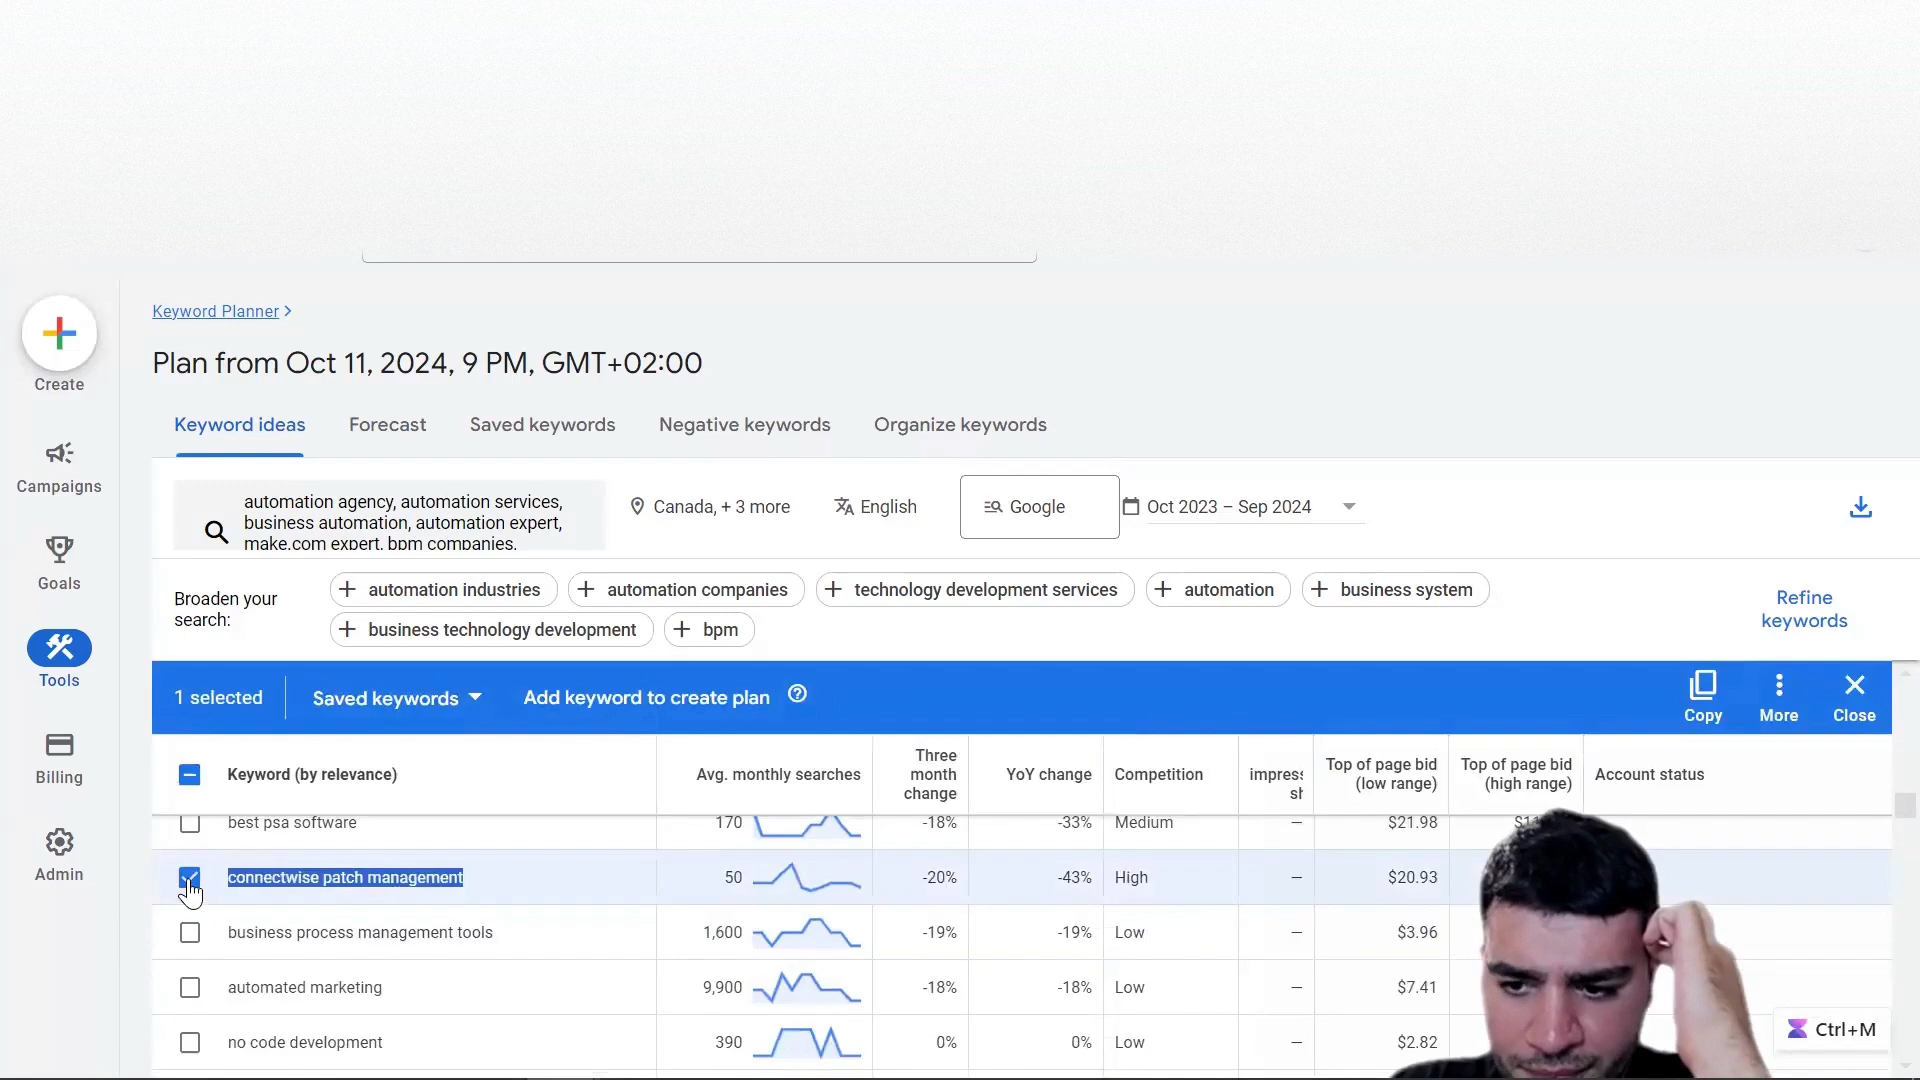 Keyword Planner
Plan from Oct 11, 2024, 9 PM, GMT+02:00
Create
Campaigns
Goals
Tools
Billing
Admin
Keyword ideas Forecast Saved keywords Negative keywords Organize keywords
automation agency, automation services,
business automation, automation expert,
make.com expert, bpm companies,
Canada, + 3 more English Google Oct 2023 – Sep 2024
Broaden your
search:
automation industries automation companies technology development services automation business system
business technology development bpm
Refine
keywords
1 selected Saved keywords Add keyword to create plan Copy More Close
Keyword (by relevance) Avg. monthly searches Three month change YoY change Competition impress sh Top of page bid (low range) Top of page bid (high range) Account status
best psa software 170 -18% -33% Medium — $21.98
connectwise patch management 50 -20% -43% High — $20.93
business process management tools 1,600 -19% -19% Low — $3.96
automated marketing 9,900 -18% -18% Low — $7.41
no code development 390 0% 0% Low — $2.82
Ctrl+M